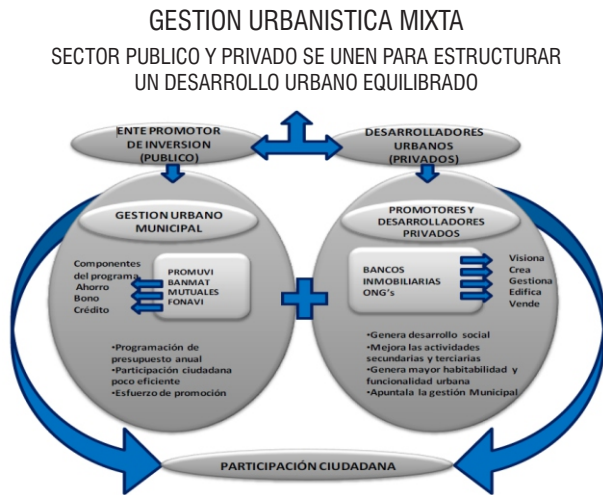 GESTION URBANISTICA MIXTA
SECTOR PUBLICO Y PRIVADO SE UNEN PARA ESTRUCTURAR
UN DESARROLLO URBANO EQUILIBRADO
ENTE PROMOTOR
DE INVERSION
(PUBLICO)
DESARROLLADORES
URBANOS
(PRIVADOS)
GESTION URBANO
MUNICIPAL
Componentes
del programa
Ahorro
Bono
Crédito
PROMUVI
BANMAT
MUTUALES
FONAVI
•Programación de
presupuesto anual
•Participación ciudadana
poco eficiente
•Esfuerzo de promoción
PROMOTORES Y
DESARROLLADORES
PRIVADOS
BANCOS
INMOBILIARIAS
ONG's
Visiona
Crea
Gestiona
Edifica
Vende
•Genera desarrollo social
•Mejora las actividades
secundarias y terciarias
•Genera mayor habitabilidad y
funcionalidad urbana
•Apuntala la gestión Municipal
PARTICIPACIÓN CIUDADANA